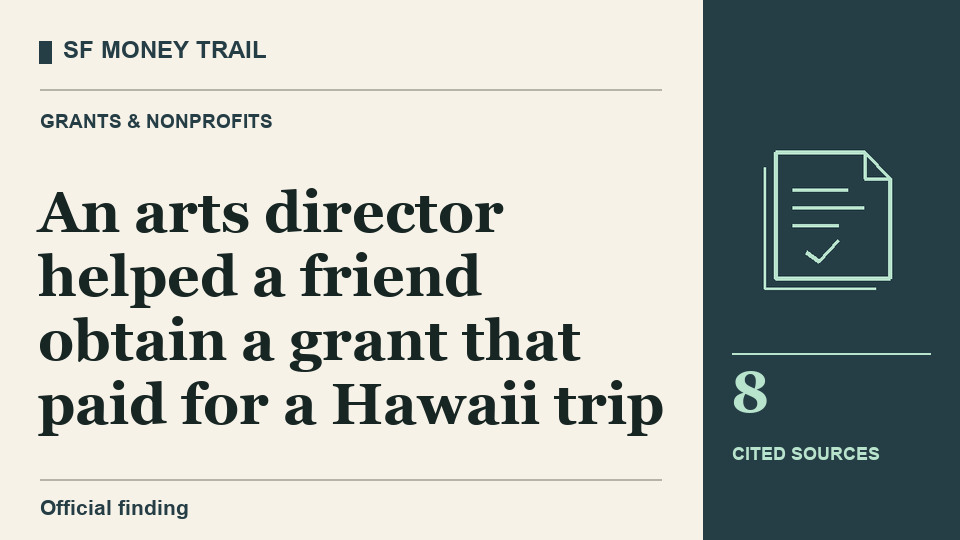 SF MONEY TRAIL
GRANTS & NONPROFITS
An arts director
helped a friend
obtain a grant that
paid for a Hawaii trip
Official finding
8
CITED SOURCES